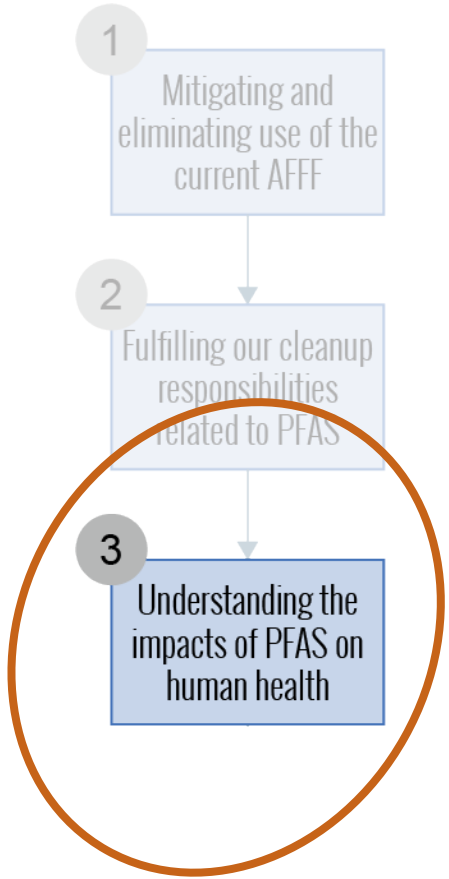 1
Mitigating and
eliminating use of the
current AFFF
2
Fulfilling our cleanup
responsibilities
related to PFAS
3
Understanding the
impacts of PFAS on
human health